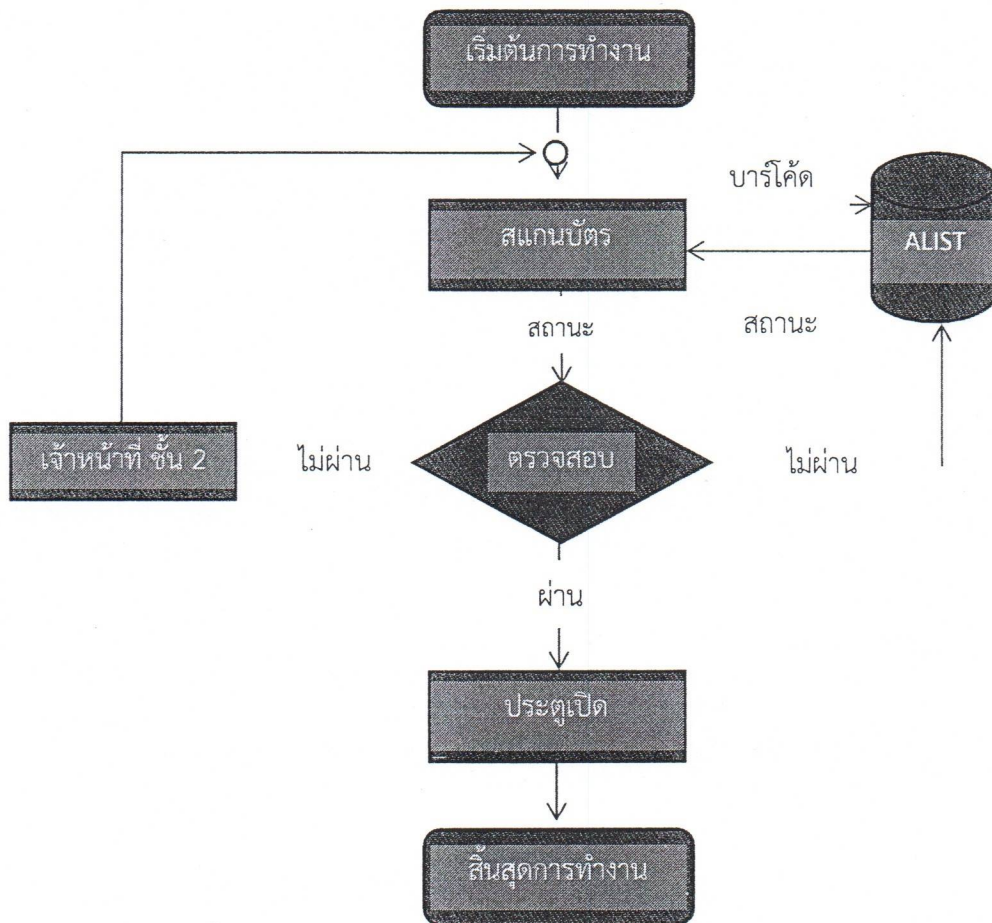 เริ่มต้นการทำงาน
บาร์โค้ด
สแกนบัตร
ALIST
สถานะ
สถานะ
เจ้าหน้าที่ ชั้น 2
ไม่ผ่าน
ตรวจสอบ
ไม่ผ่าน
ผ่าน
ประตูเปิด
สิ้นสุดการทำงาน